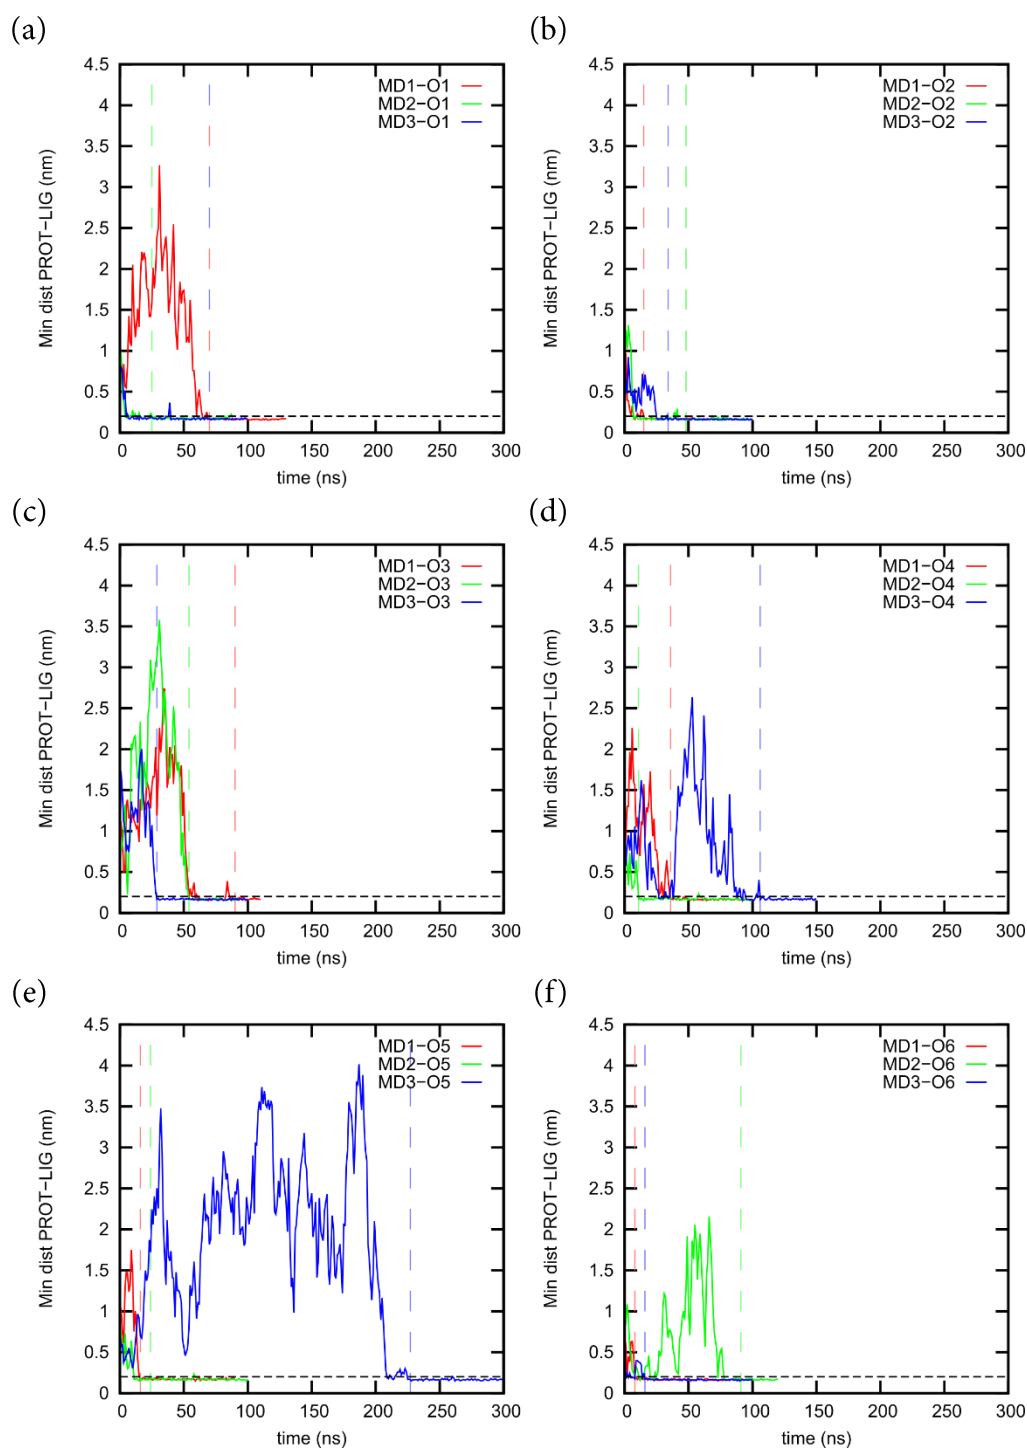 (a)
4.5
4
3.5
3
2.5
2
1.5
1
0.5
0
Min dist PROT−LIG (nm)
MD1−O1
MD2−O1
MD3−O1
0 50 100 150 200 250 300
time (ns)
(b)
4.5
4
3.5
3
2.5
2
1.5
1
0.5
0
Min dist PROT−LIG (nm)
MD1−O2
MD2−O2
MD3−O2
0 50 100 150 200 250 300
time (ns)
(c)
4.5
4
3.5
3
2.5
2
1.5
1
0.5
0
Min dist PROT−LIG (nm)
MD1−O3
MD2−O3
MD3−O3
0 50 100 150 200 250 300
time (ns)
(d)
4.5
4
3.5
3
2.5
2
1.5
1
0.5
0
Min dist PROT−LIG (nm)
MD1−O4
MD2−O4
MD3−O4
0 50 100 150 200 250 300
time (ns)
(e)
4.5
4
3.5
3
2.5
2
1.5
1
0.5
0
Min dist PROT−LIG (nm)
MD1−O5
MD2−O5
MD3−O5
0 50 100 150 200 250 300
time (ns)
(f)
4.5
4
3.5
3
2.5
2
1.5
1
0.5
0
Min dist PROT−LIG (nm)
MD1−O6
MD2−O6
MD3−O6
0 50 100 150 200 250 300
time (ns)